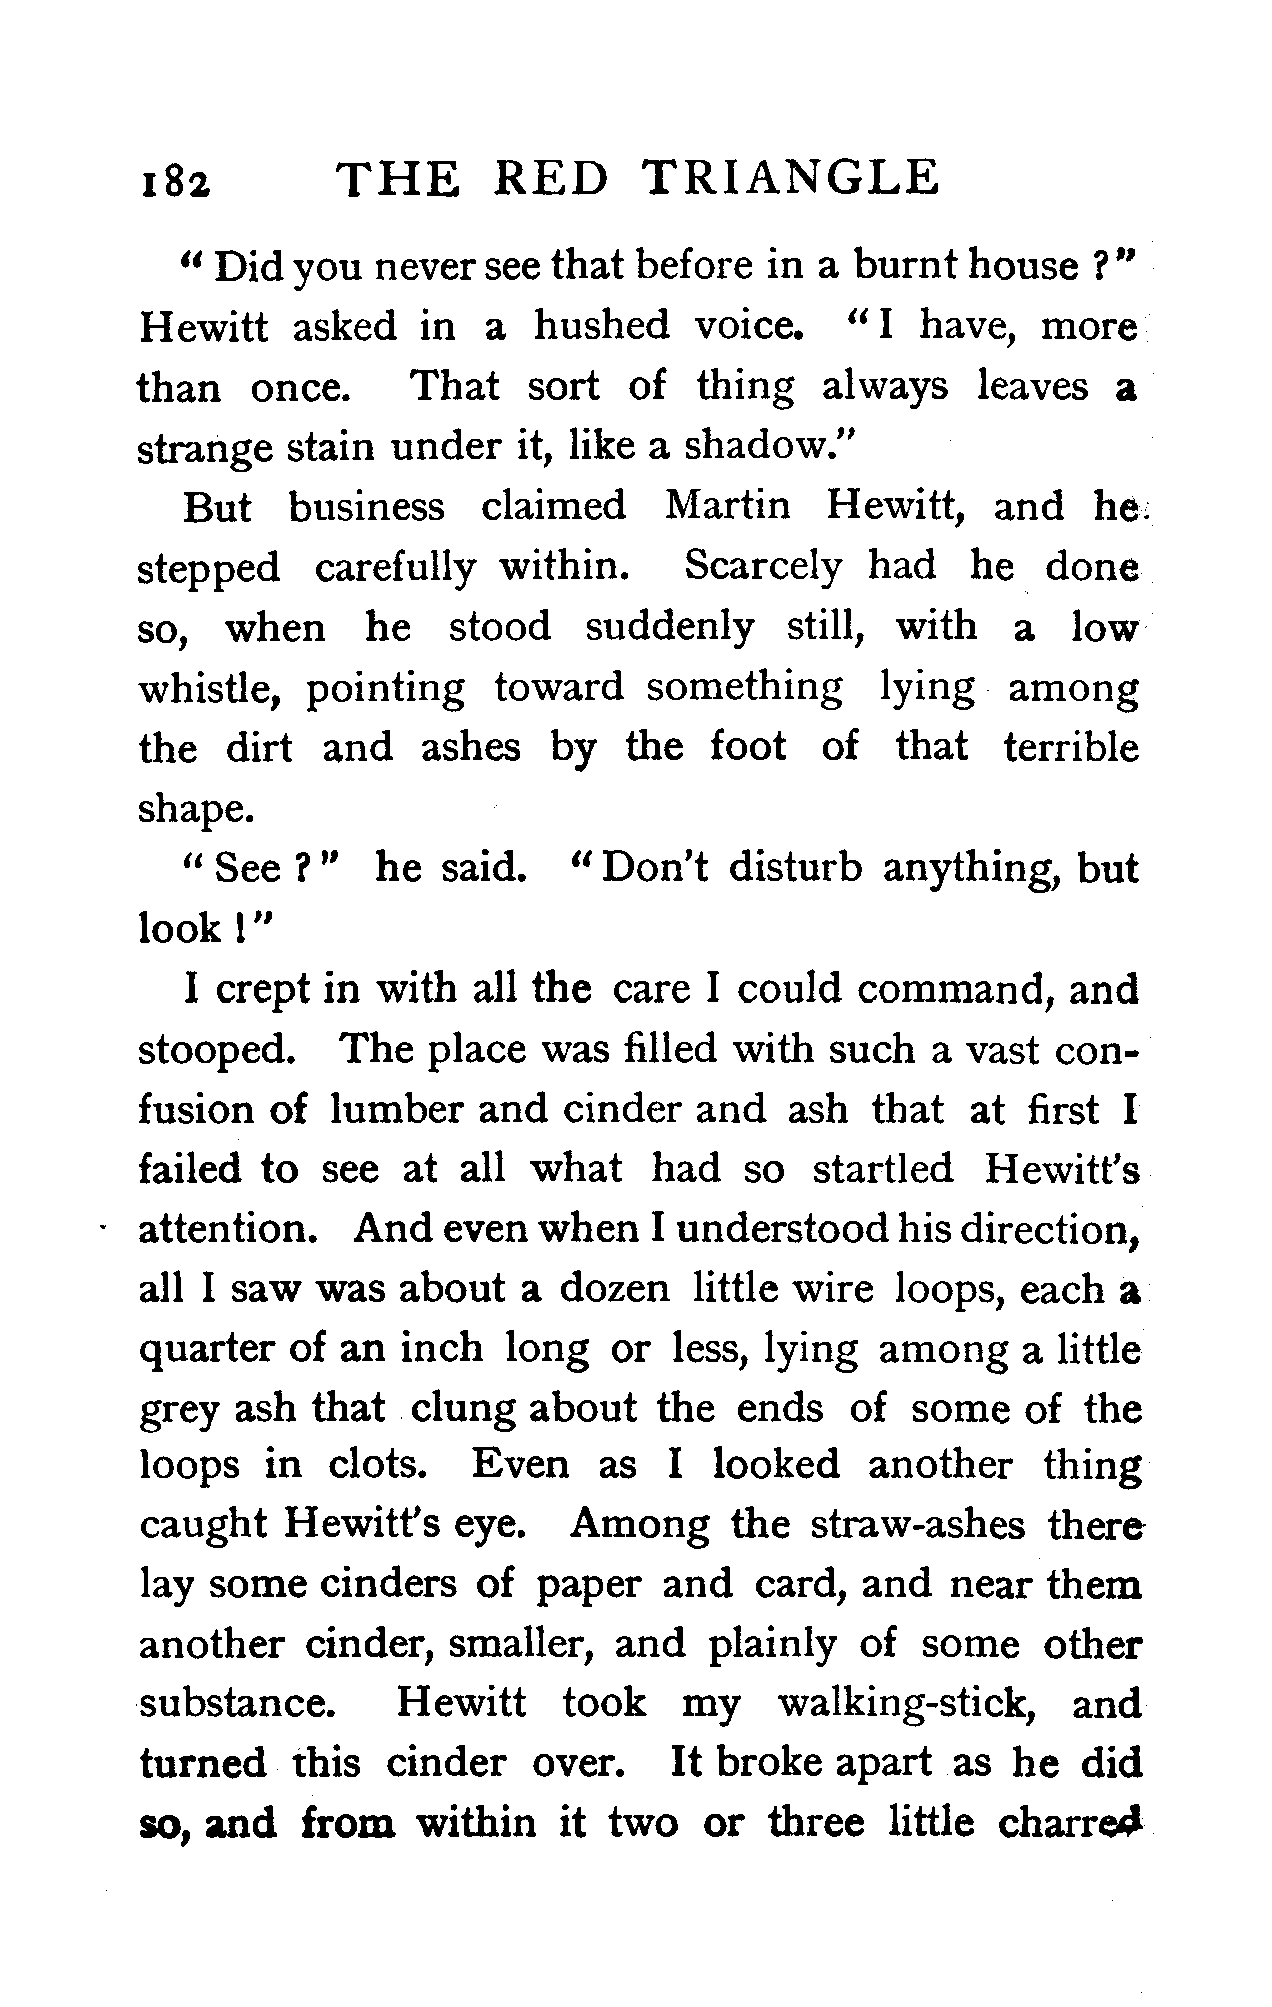 182 THE RED TRIANGLE
" Did you never see that before in a burnt house ?"
Hewitt asked in a hushed voice. " I have, more
than once. That sort of thing always leaves a
strange stain under it, like a shadow."
But business claimed Martin Hewitt, and he
stepped carefully within. Scarcely had he done
so, when he stood suddenly still, with a low
whistle, pointing toward something lying among
the dirt and ashes by the foot of that terrible
shape.
" See ? " he said. " Don't disturb anything, but
look ! "
I crept in with all the care I could command, and
stooped. The place was filled with such a vast con-
fusion of lumber and cinder and ash that at first I
failed to see at all what had so startled Hewitt's
attention. And even when I understood his direction,
all I saw was about a dozen little wire loops, each a
quarter of an inch long or less, lying among a little
grey ash that clung about the ends of some of the
loops in clots. Even as I looked another thing
caught Hewitt's eye. Among the straw-ashes there
lay some cinders of paper and card, and near them
another cinder, smaller, and plainly of some other
substance. Hewitt took my walking-stick, and
turned this cinder over. It broke apart as he did
so, and from within it two or three little charred